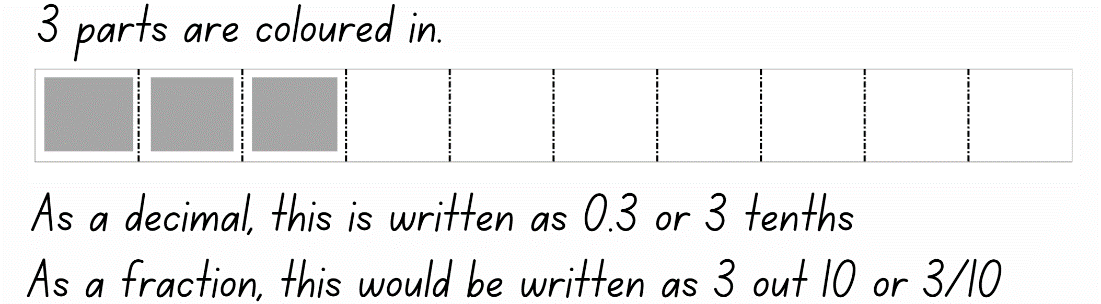 3 parts are coloured in.
As a decimal, this is written as 0.3 or 3 tenths
As a fraction, this would be written as 3 out 10 or 3/10